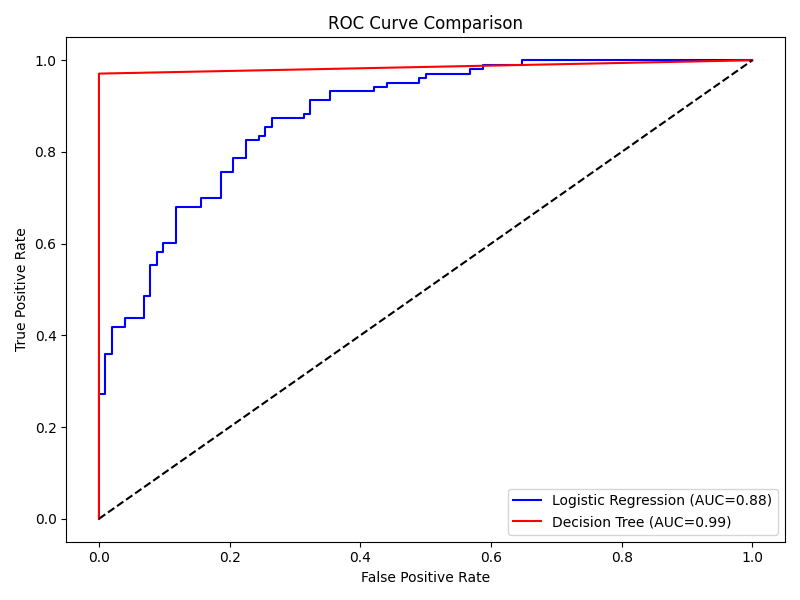 ROC Curve Comparison
True Positive Rate
1.0
0.8
0.6
0.4
0.2
0.0
Logistic Regression (AUC=0.88)
Decision Tree (AUC=0.99)
0.0 0.2 0.4 0.6 0.8 1.0
False Positive Rate